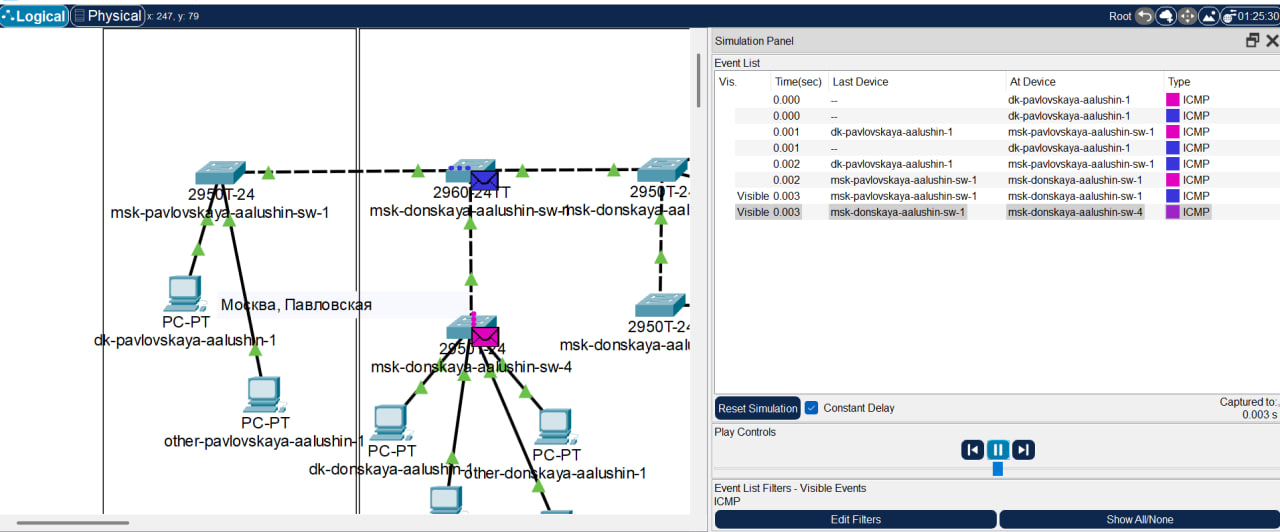 Logical Physical x: 247, y: 79 Root 01:25:30
Simulation Panel
Event List
Vis. Time(sec) Last Device At Device Type
0.000 -- dk-pavlovskaya-aalushin-1 ICMP
0.000 -- dk-pavlovskaya-aalushin-1 ICMP
0.001 dk-pavlovskaya-aalushin-1 msk-pavlovskaya-aalushin-sw-1 ICMP
0.001 -- dk-pavlovskaya-aalushin-1 ICMP
0.002 dk-pavlovskaya-aalushin-1 msk-pavlovskaya-aalushin-sw-1 ICMP
0.002 msk-pavlovskaya-aalushin-sw-1 msk-donskaya-aalushin-sw-1 ICMP
Visible 0.003 msk-pavlovskaya-aalushin-sw-1 msk-donskaya-aalushin-sw-1 ICMP
Visible 0.003 msk-donskaya-aalushin-sw-1 msk-donskaya-aalushin-sw-4 ICMP
2950T-24
msk-pavlovskaya-aalushin-sw-1
2960-24TT
msk-donskaya-aalushin-sw-1
2950T-24
msk-donskaya-aal
PC-PT
dk-pavlovskaya-aalushin-1
Москва, Павловская
2950T-24
msk-donskaya-aalushin-sw-4
2950T-24
msk-donskaya-aalu
PC-PT
other-pavlovskaya-aalushin-1
PC-PT
dk-donskaya-aalushin-1
PC-PT
other-donskaya-aalushin-1
Reset Simulation Constant Delay Captured to:
0.003 s
Play Controls
Event List Filters - Visible Events
ICMP
Edit Filters Show All/None